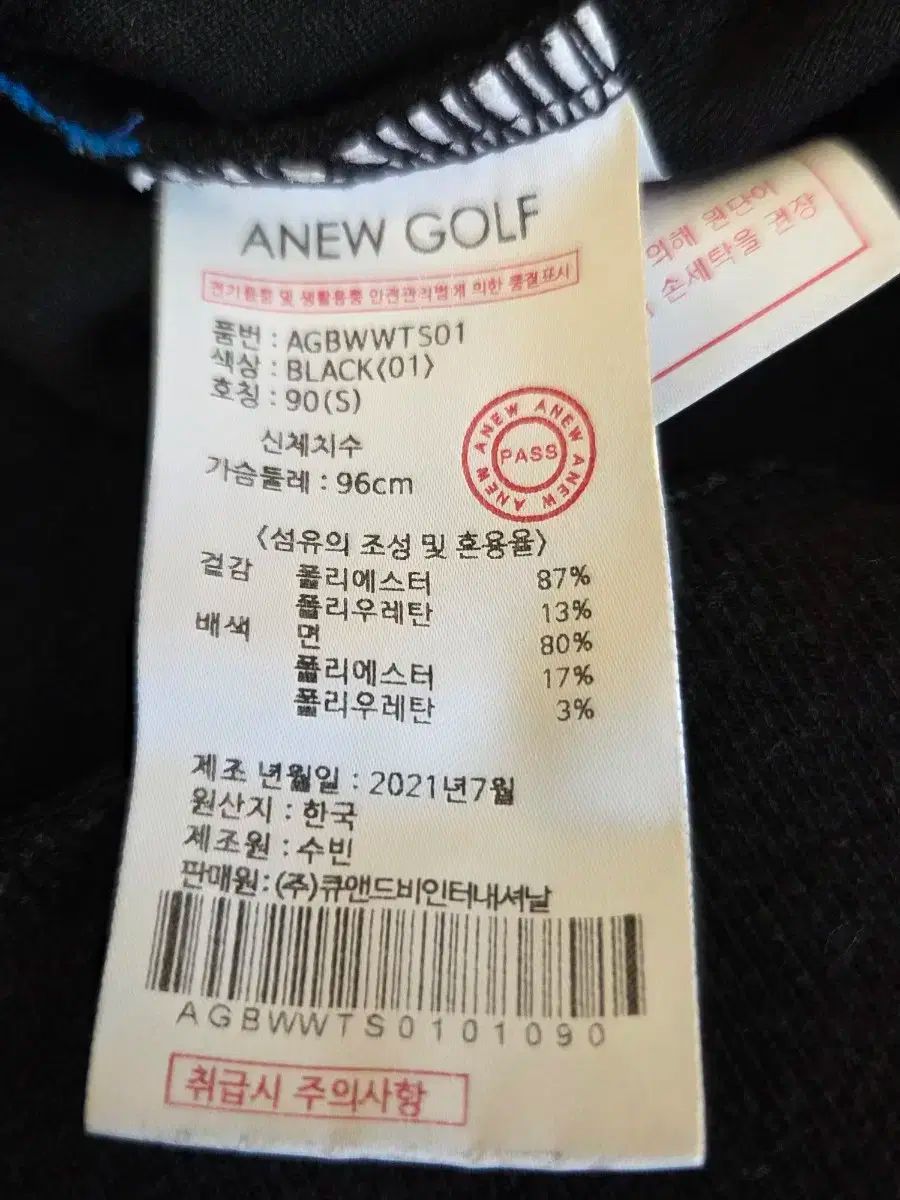 ANEW GOLF
전기용품 및 생활용품 안전관리법에 의한 품질표시
품번 : AGBWWTS01
색상 : BLACK(01)
호칭 : 90(S)
신체치수
가슴둘레 : 96cm
ANEW ANEW ANEW ANEW
PASS
<섬유의 조성 및 혼용율>
겉감 폴리에스터 87%
폴리우레탄 13%
배색 면 80%
폴리에스터 17%
폴리우레탄 3%
제조 년월일 : 2021년7월
원산지 : 한국
제조원 : 수빈
판매원 : (주)큐앤드비인터내셔날
AGBWWTS0101090
취급시 주의사항
의해 원단이
손세탁을 권장